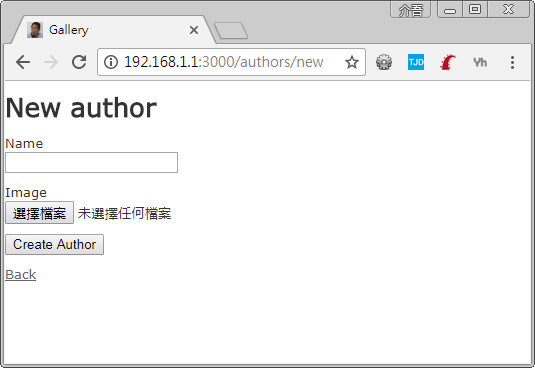 介吾
Gallery
192.168.1.1:3000/authors/new
TJD
Yh
New author
Name
Image
選擇檔案 未選擇任何檔案
Create Author
Back